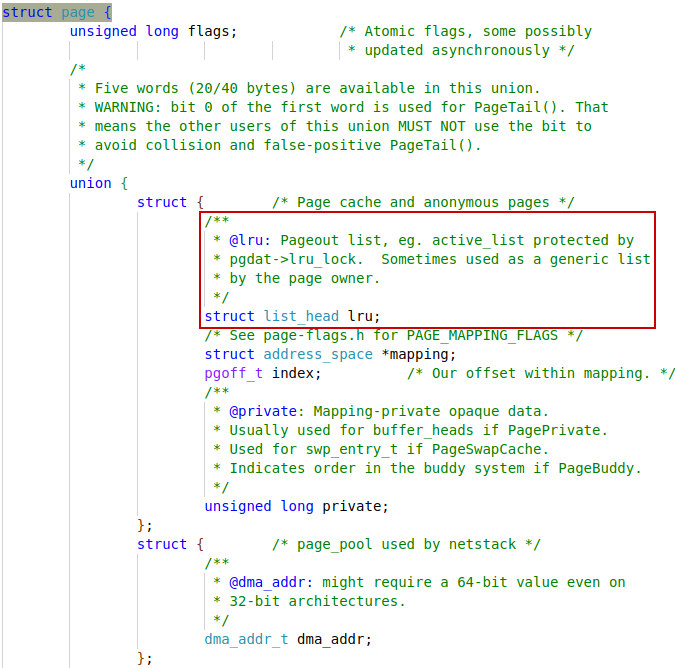 struct page {
unsigned long flags; /* Atomic flags, some possibly
* updated asynchronously */
/*
* Five words (20/40 bytes) are available in this union.
* WARNING: bit 0 of the first word is used for PageTail(). That
* means the other users of this union MUST NOT use the bit to
* avoid collision and false-positive PageTail().
*/
union {
struct { /* Page cache and anonymous pages */
/**
* @lru: Pageout list, eg. active_list protected by
* pgdat->lru_lock.  Sometimes used as a generic list
* by the page owner.
*/
struct list_head lru;
/* See page-flags.h for PAGE_MAPPING_FLAGS */
struct address_space *mapping;
pgoff_t index; /* Our offset within mapping. */
/**
* @private: Mapping-private opaque data.
* Usually used for buffer_heads if PagePrivate.
* Used for swp_entry_t if PageSwapCache.
* Indicates order in the buddy system if PageBuddy.
*/
unsigned long private;
};
struct { /* page_pool used by netstack */
/**
* @dma_addr: might require a 64-bit value even on
* 32-bit architectures.
*/
dma_addr_t dma_addr;
};